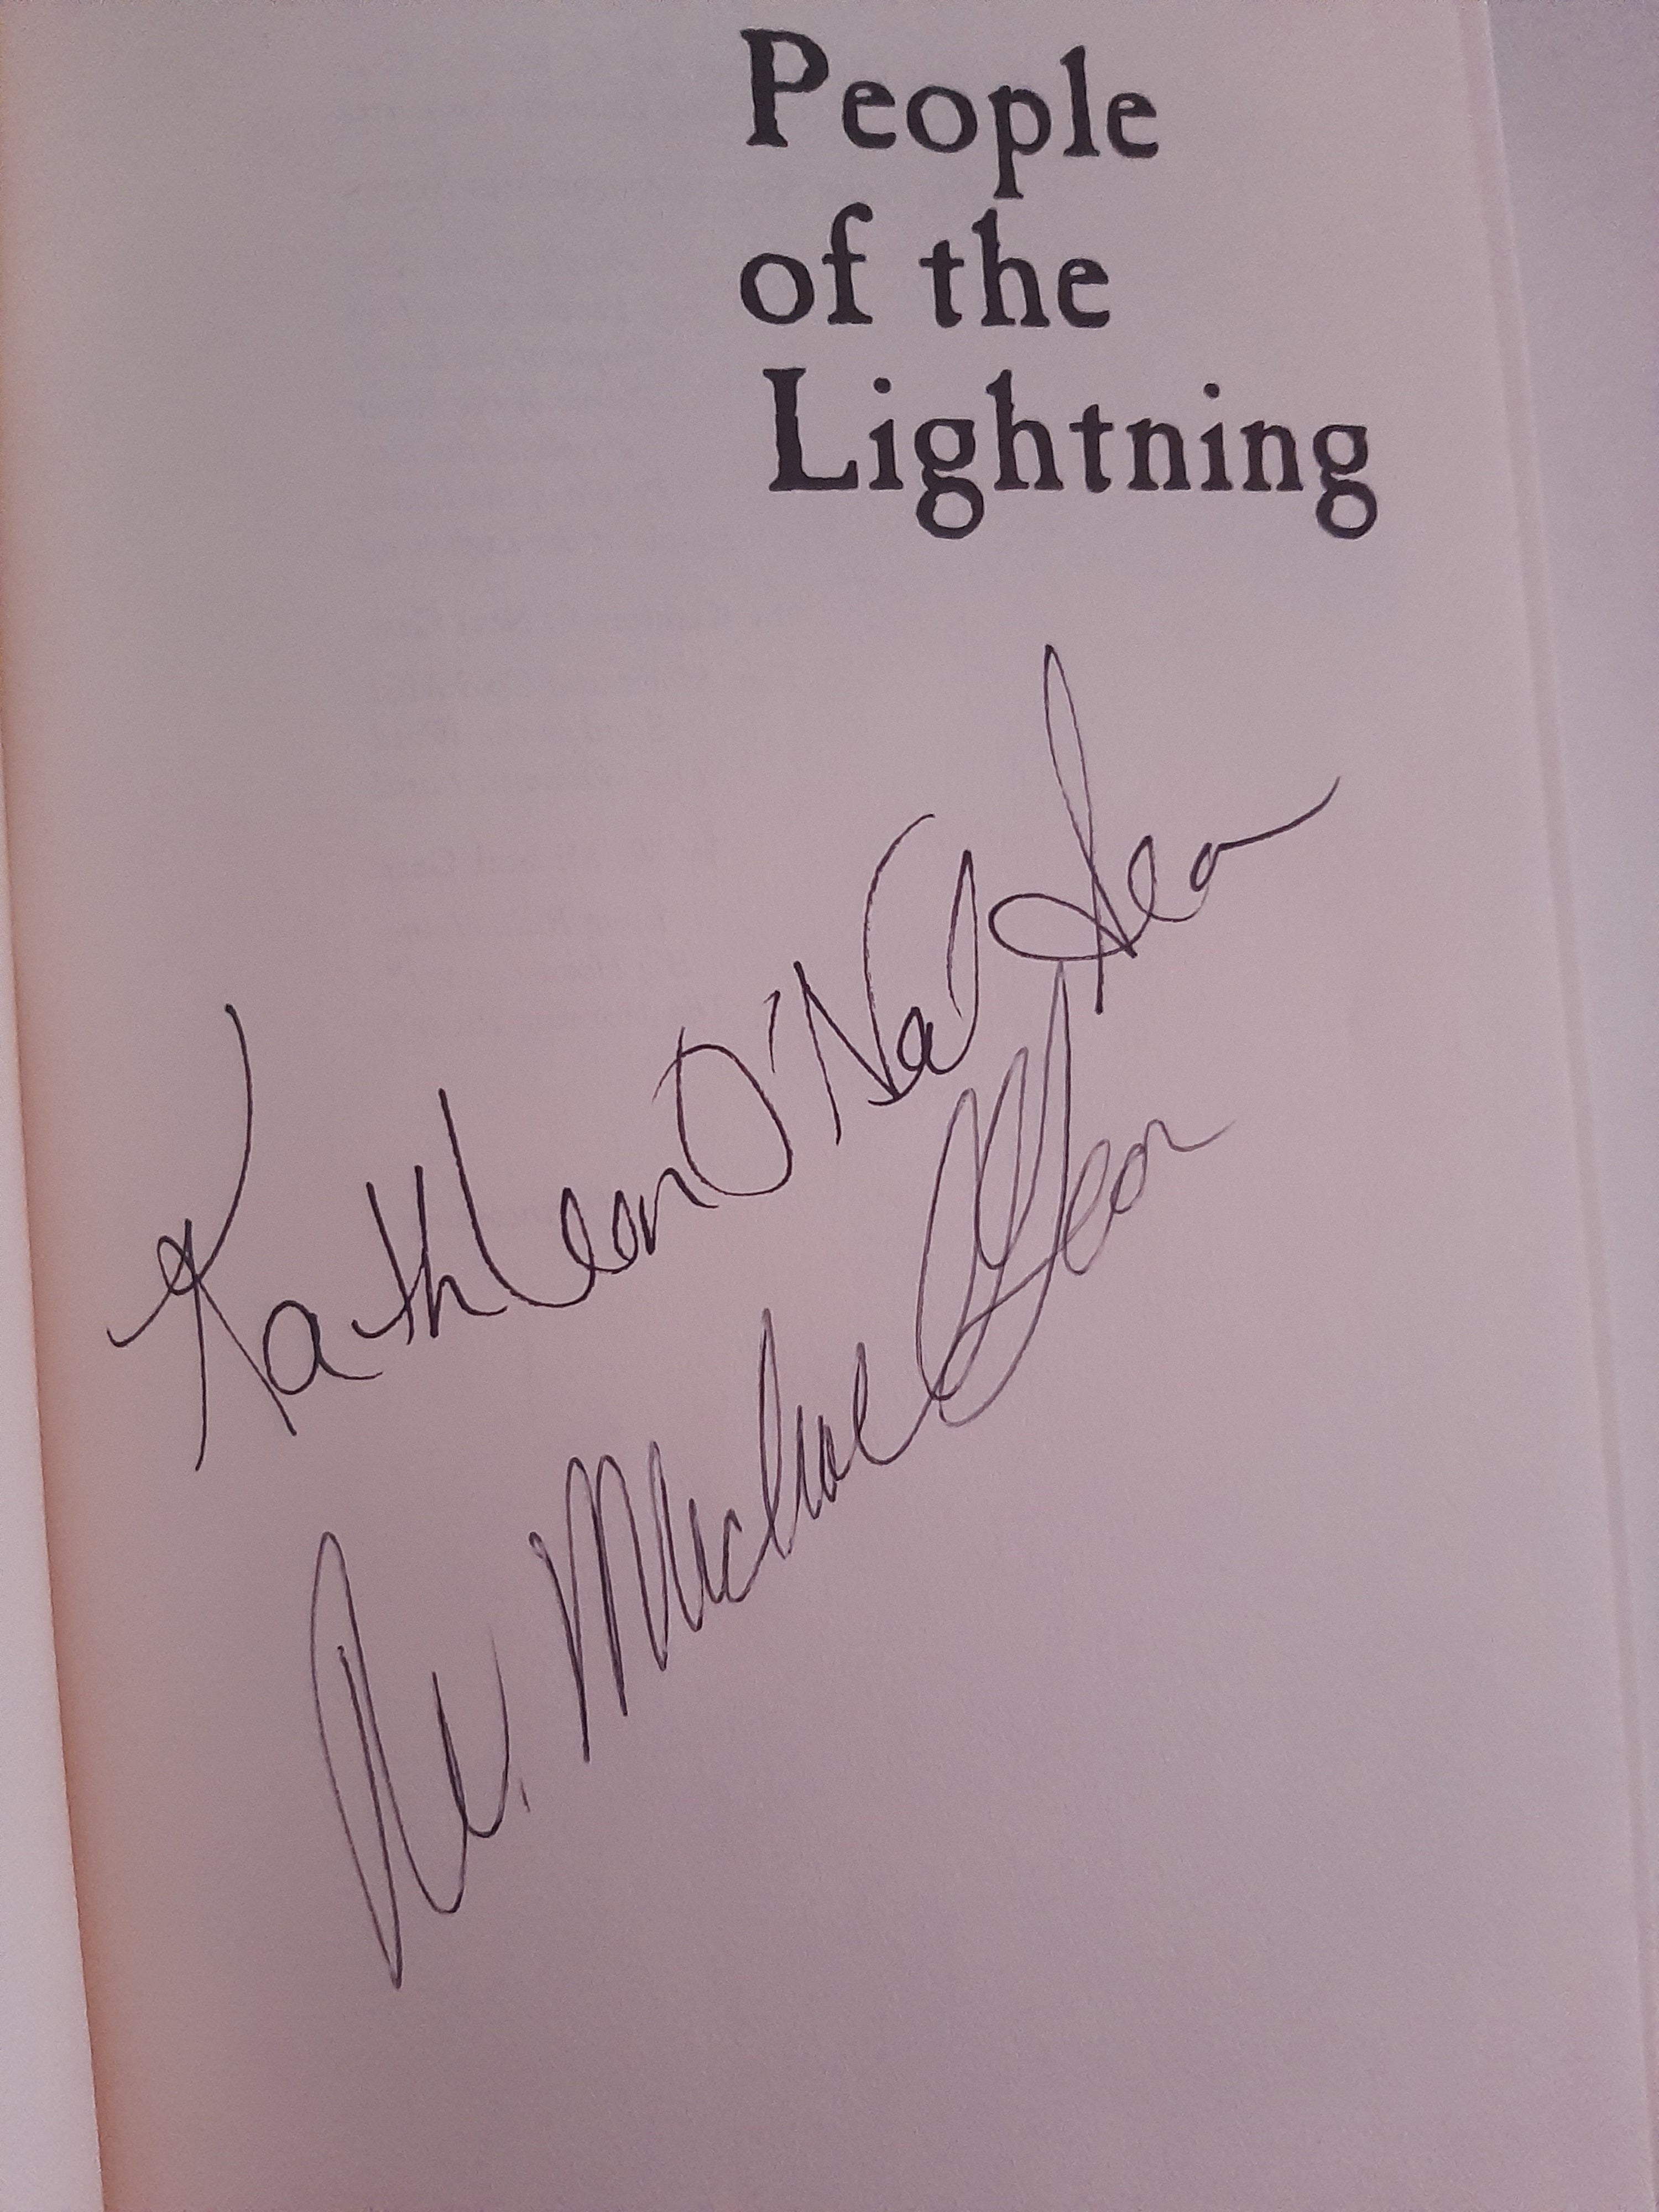 People
of the
Lightning
Kathleen O'Neal Gear
W. Michael Gear